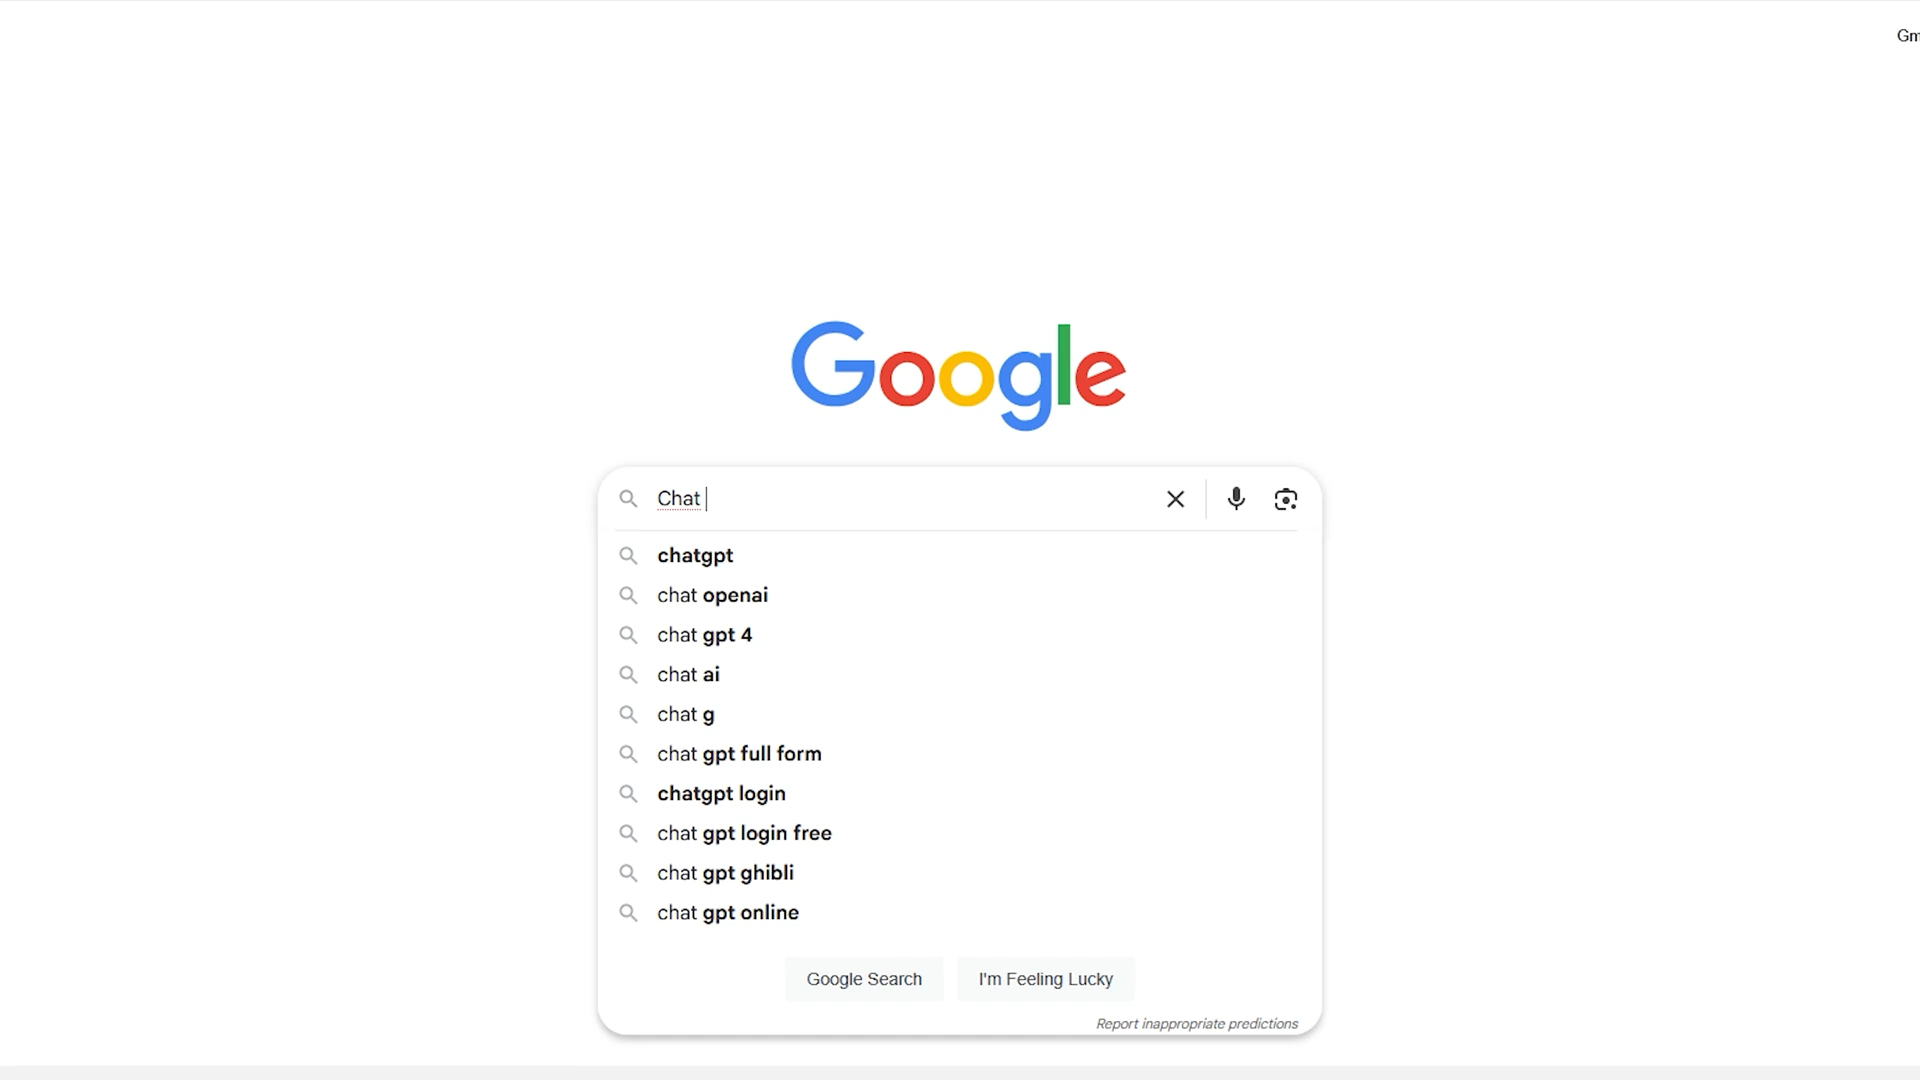 Gm
Google
Chat
chatgpt
chat openai
chat gpt 4
chat ai
chat g
chat gpt full form
chatgpt login
chat gpt login free
chat gpt ghibli
chat gpt online
Google Search
I'm Feeling Lucky
Report inappropriate predictions